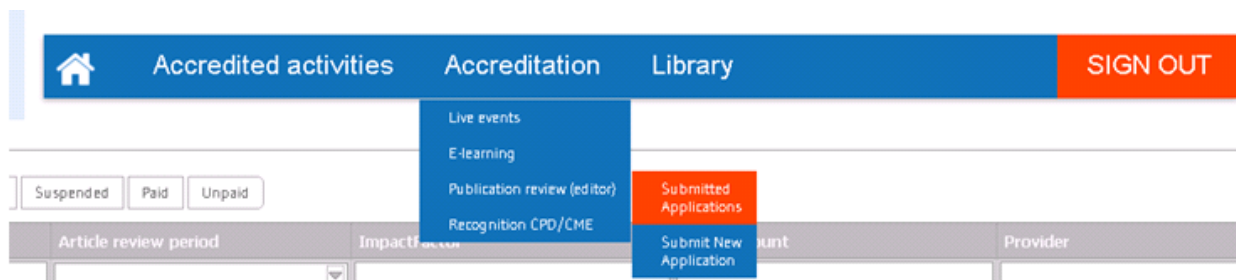 Accredited activities Accreditation Library SIGN OUT
Live events
E-learning
Publication review (editor)
Recognition CPD/CME
Submitted
Applications
Submit New
Application
Suspended Paid Unpaid
Article review period Provider